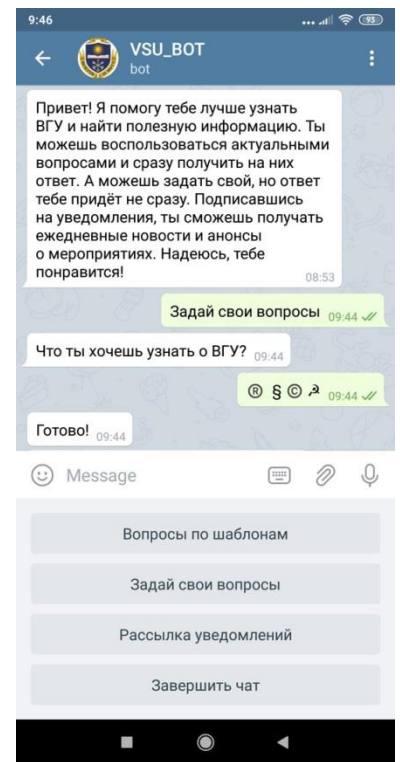 9:46
93
VSU_BOT
bot
Привет! Я помогу тебе лучше узнать
ВГУ и найти полезную информацию. Ты
можешь воспользоваться актуальными
вопросами и сразу получить на них
ответ. А можешь задать свой, но ответ
тебе придёт не сразу. Подписавшись
на уведомления, ты сможешь получать
ежедневные новости и анонсы
о мероприятиях. Надеюсь, тебе
понравится! 08:53
Задай свои вопросы 09:44
Что ты хочешь узнать о ВГУ? 09:44
® § © ☭ 09:44
Готово! 09:44
Message
Вопросы по шаблонам
Задай свои вопросы
Рассылка уведомлений
Завершить чат